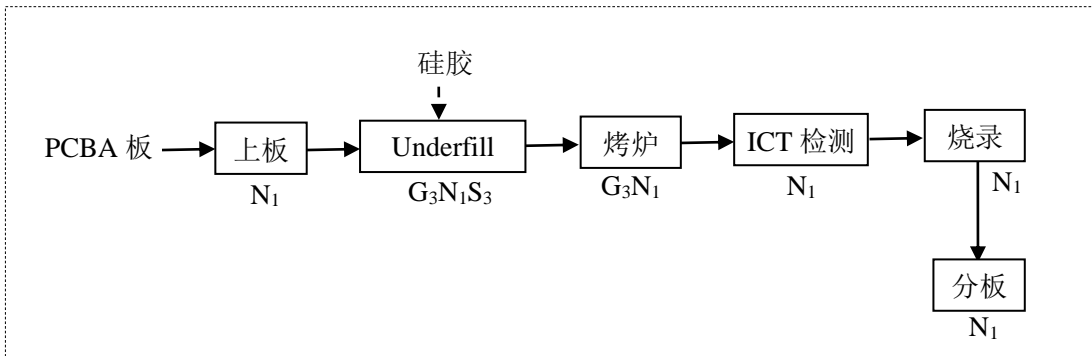 硅胶
PCBA 板
上板
Underfill
烤炉
ICT 检测
烧录
N₁
G₃N₁S₃
G₃N₁
N₁
N₁
分板
N₁